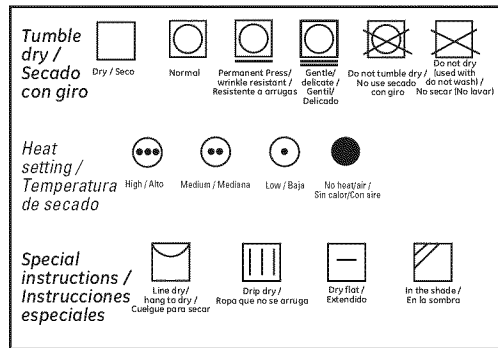 Tumble
dry /
Secado
con giro
Dry / Seco
Normal
Permanent Press/
wrinkle resistant /
Resistente a arrugas
Gentle/
delicate /
Gentil/
Delicado
Do not tumble dry /
No use secado
con giro
Do not dry
(used with
do not wash) /
No secar (No lavar)
Heat
setting /
Temperatura
de secado
High / Alto
Medium / Mediana
Low / Baja
No heat/air /
Sin calor/Con aire
Special
instructions /
Instrucciones
especiales
Line dry/
hang to dry /
Cuelgue para secar
Drip dry /
Ropa que no se arruga
Dry flat /
Extendido
In the shade /
En la sombra